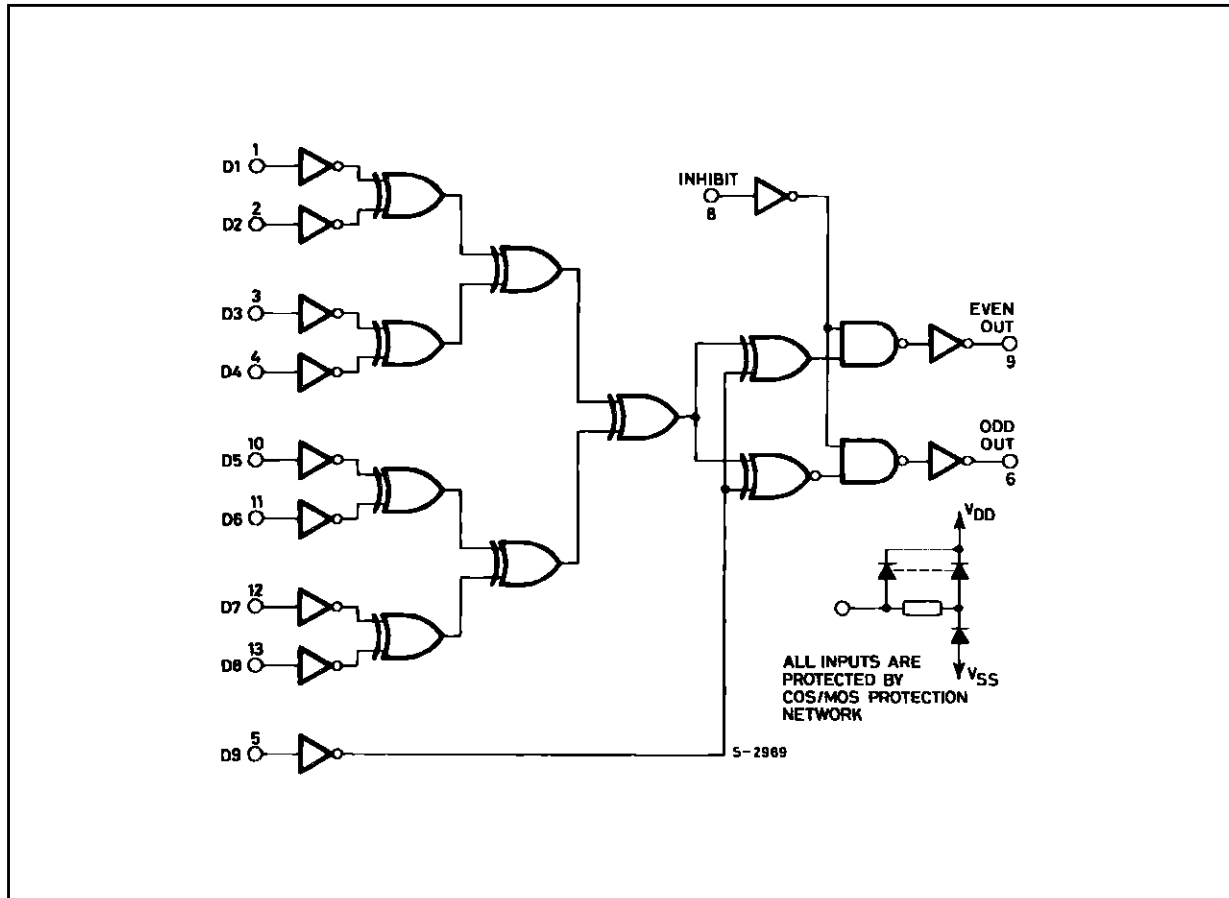 1
D1
2
D2
3
D3
4
D4
10
D5
11
D6
12
D7
13
D8
5
D9
INHIBIT
8
EVEN
OUT
9
ODD
OUT
6
VDD
VSS
ALL INPUTS ARE
PROTECTED BY
COS/MOS PROTECTION
NETWORK
S-2969